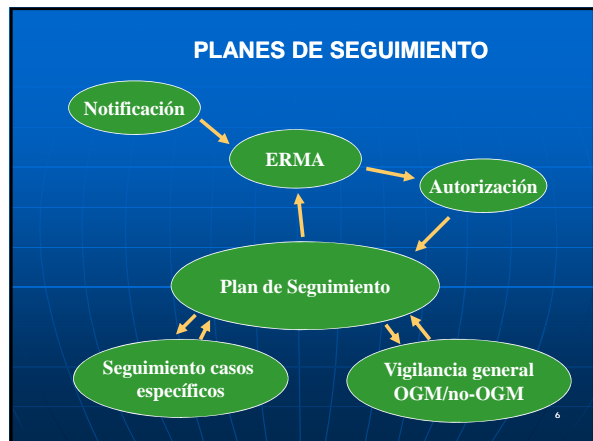 PLANES DE SEGUIMIENTO
Notificación
ERMA
Autorización
Plan de Seguimiento
Seguimiento casos
específicos
Vigilancia general
OGM/no-OGM
6